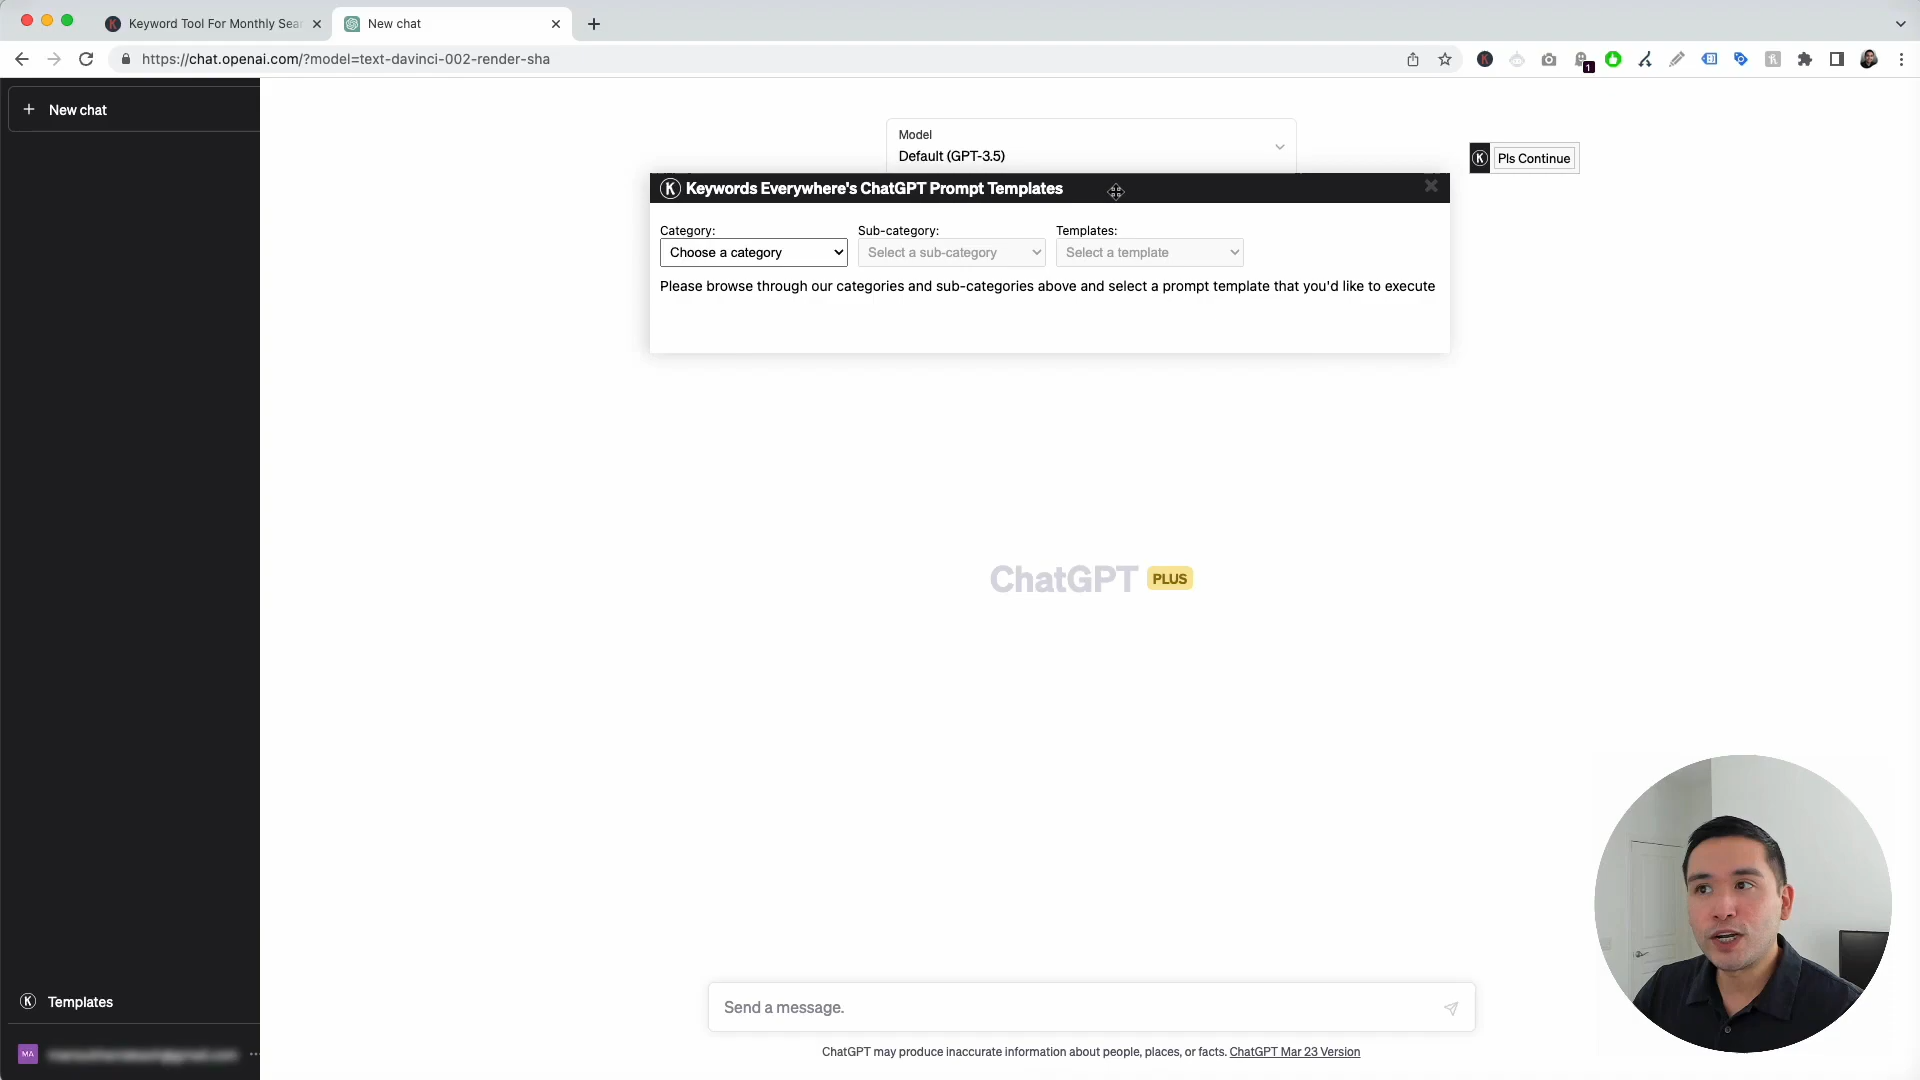 Keyword Tool For Monthly Sear
New chat
https://chat.openai.com/?model=text-davinci-002-render-sha
1
New chat
Model
Default (GPT-3.5)
K Pls Continue
K Keywords Everywhere's ChatGPT Prompt Templates
Category:
Sub-category:
Templates:
Choose a category
Select a sub-category
Select a template
Please browse through our categories and sub-categories above and select a prompt template that you'd like to execute
ChatGPT PLUS
K Templates
Send a message.
MA
ChatGPT may produce inaccurate information about people, places, or facts. ChatGPT Mar 23 Version